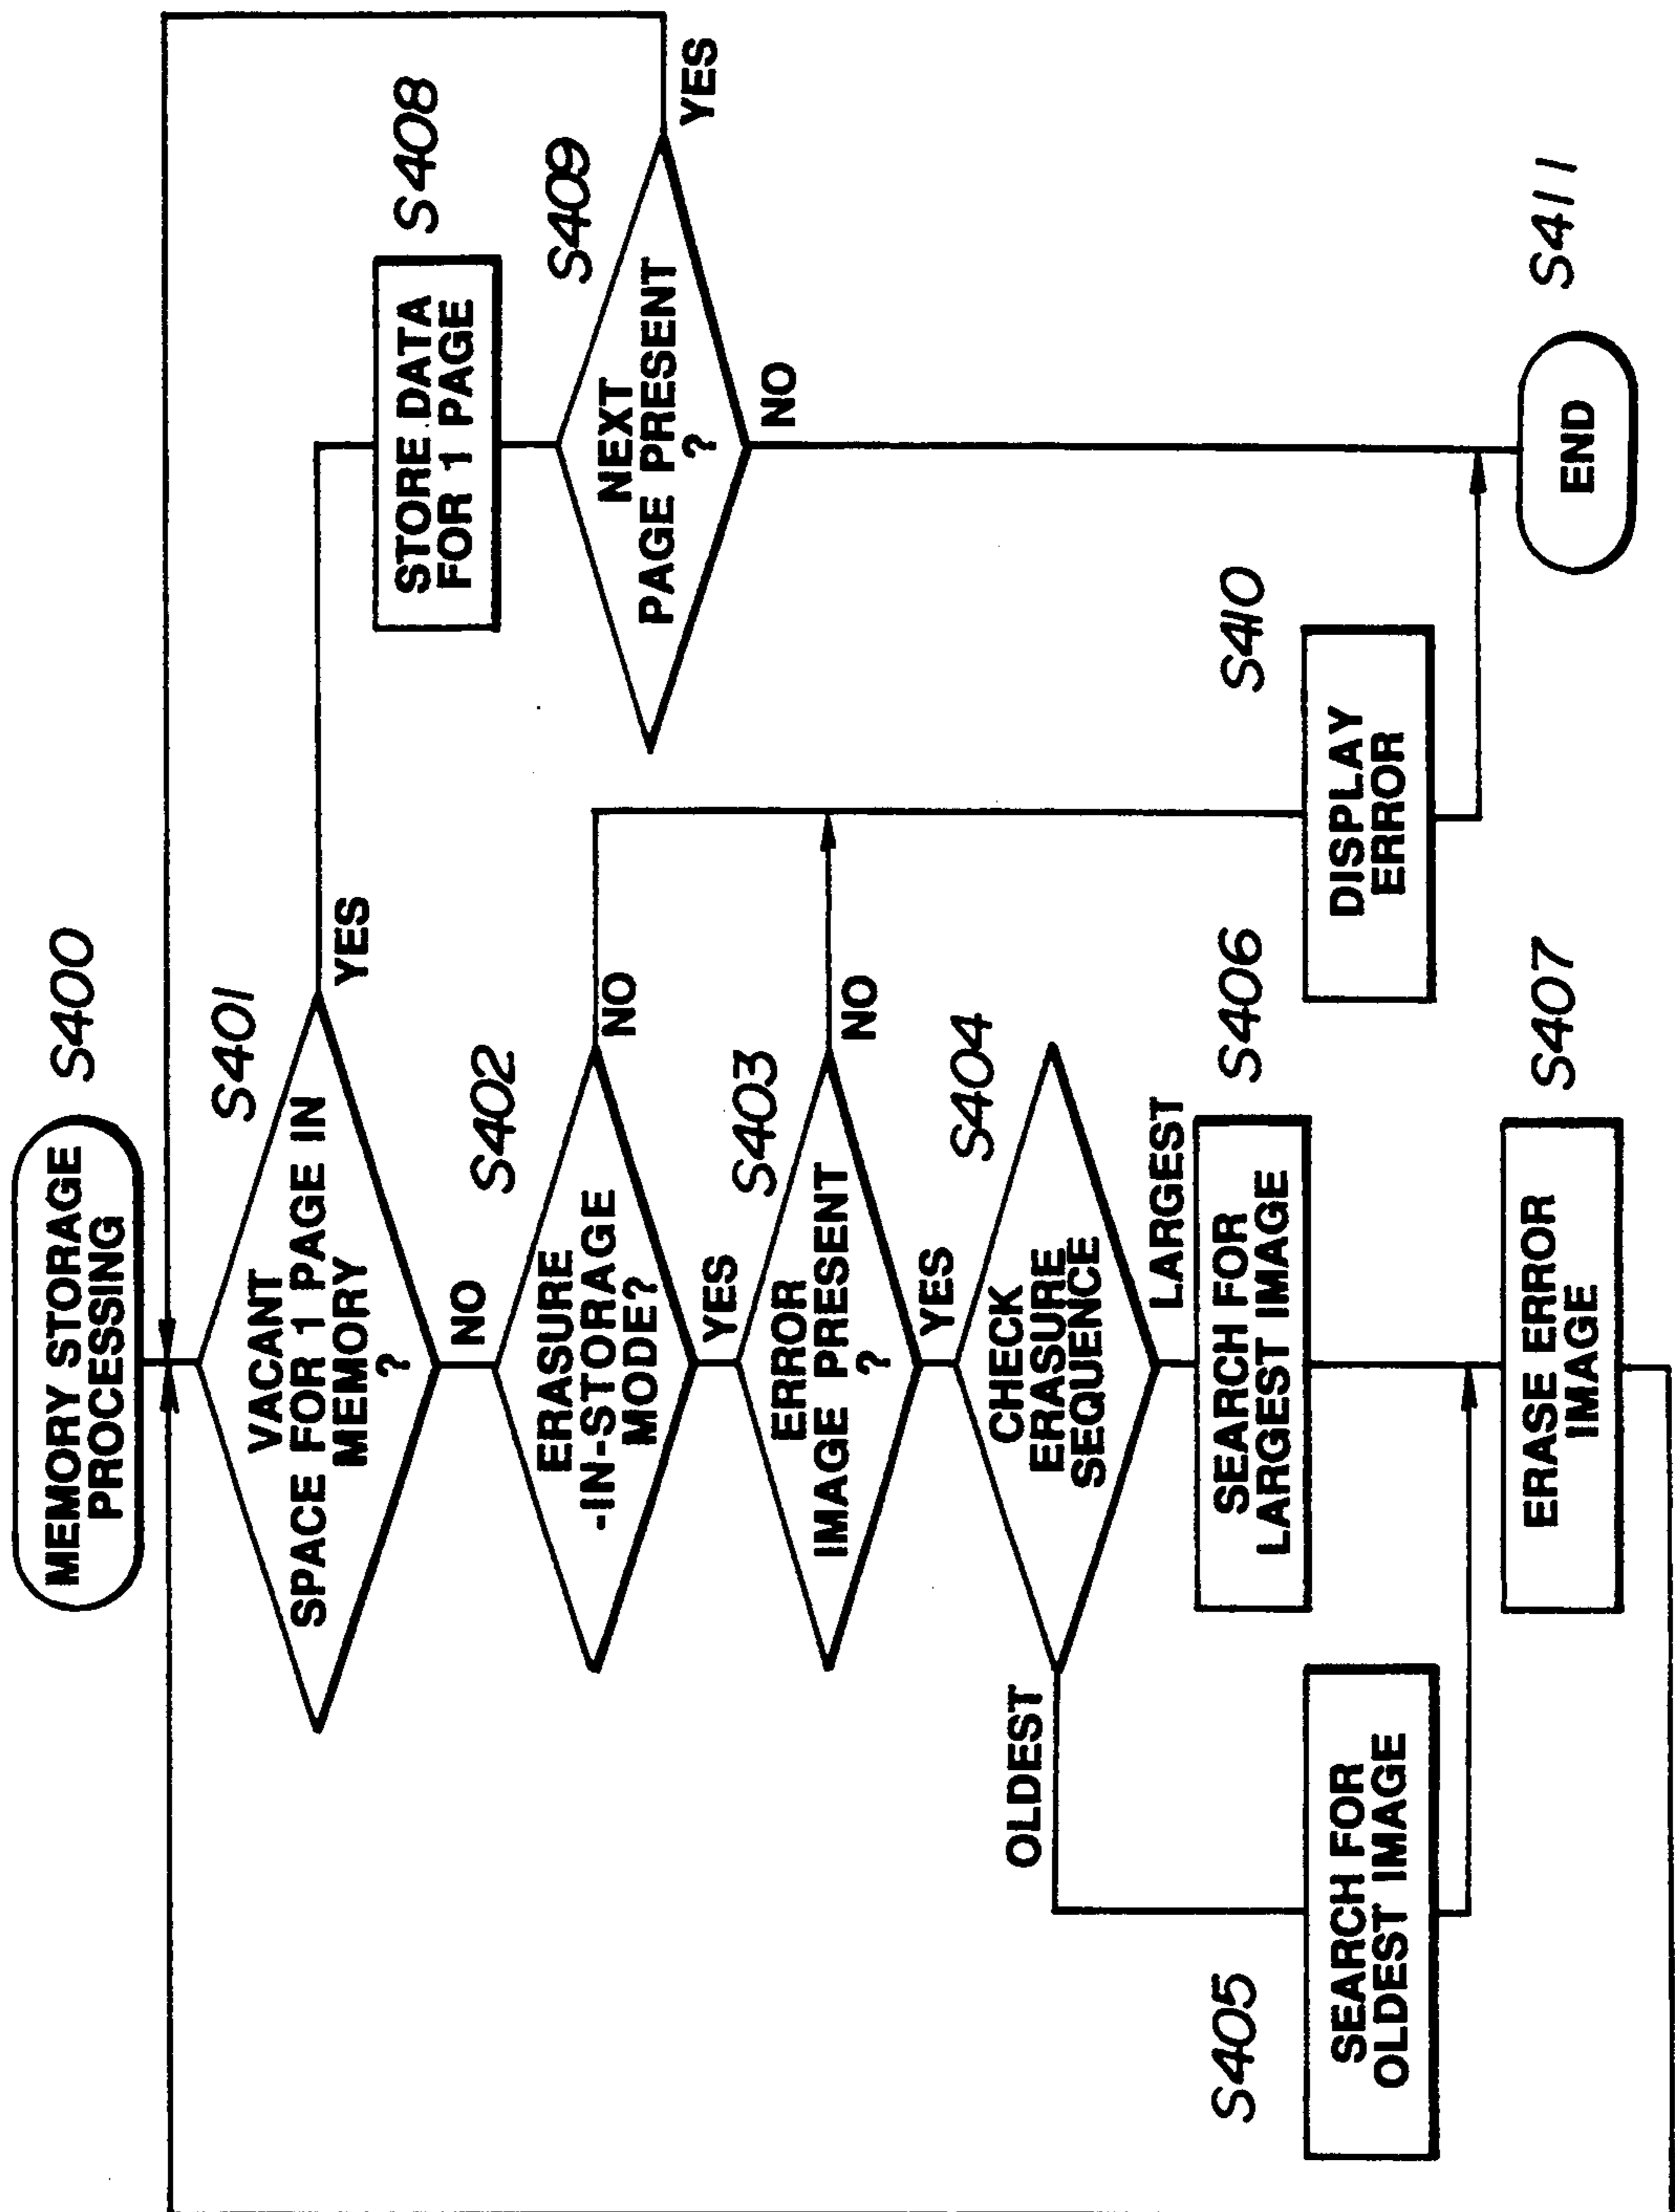 MEMORY STORAGE
PROCESSING
S400
VACANT
SPACE FOR 1 PAGE IN
MEMORY
?
S401
YES
NO
ERASURE
-IN-STORAGE
MODE?
S402
NO
YES
ERROR
IMAGE PRESENT
?
S403
NO
YES
CHECK
ERASURE
SEQUENCE
S404
OLDEST
LARGEST
SEARCH FOR
OLDEST IMAGE
S405
SEARCH FOR
LARGEST IMAGE
S406
ERASE ERROR
IMAGE
S407
STORE DATA
FOR 1 PAGE
S408
NEXT
PAGE PRESENT
?
S409
YES
NO
DISPLAY
ERROR
S410
END
S411